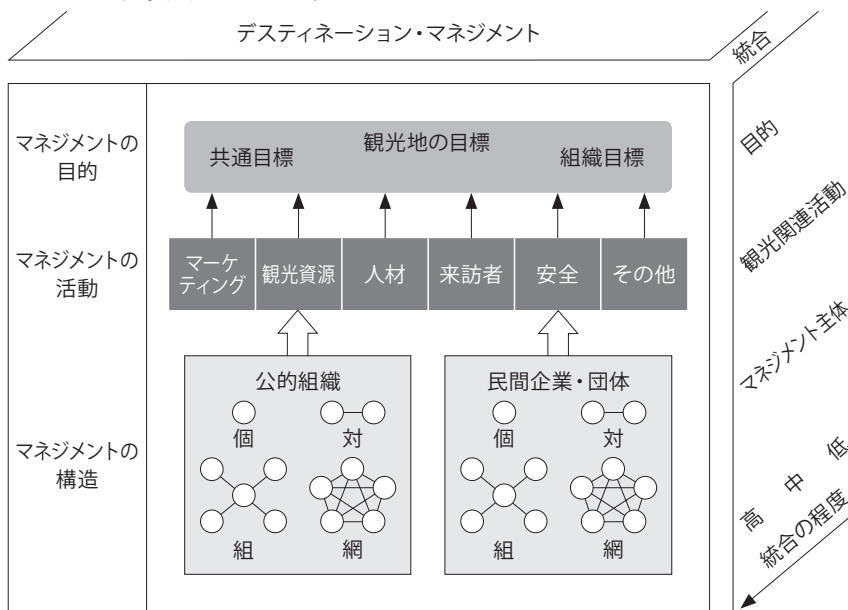 デスティネーション・マネジメント
統合
マネジメントの
目的
観光地の目標
共通目標
組織目標
目的
マネジメントの
活動
マーケ
ティング
観光資源
人材
来訪者
安全
その他
観光関連活動
マネジメントの
構造
公的組織
個
対
組
網
民間企業・団体
個
対
組
網
マネジメント主体
高 中 低
統合の程度